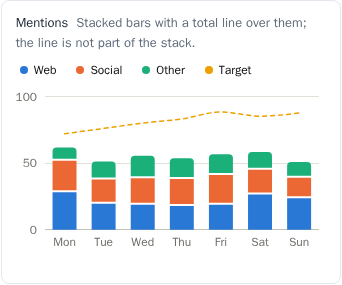 Mentions Stacked bars with a total line over them;
the line is not part of the stack.
Web Social Other Target
100
50
0
Mon Tue Wed Thu Fri Sat Sun